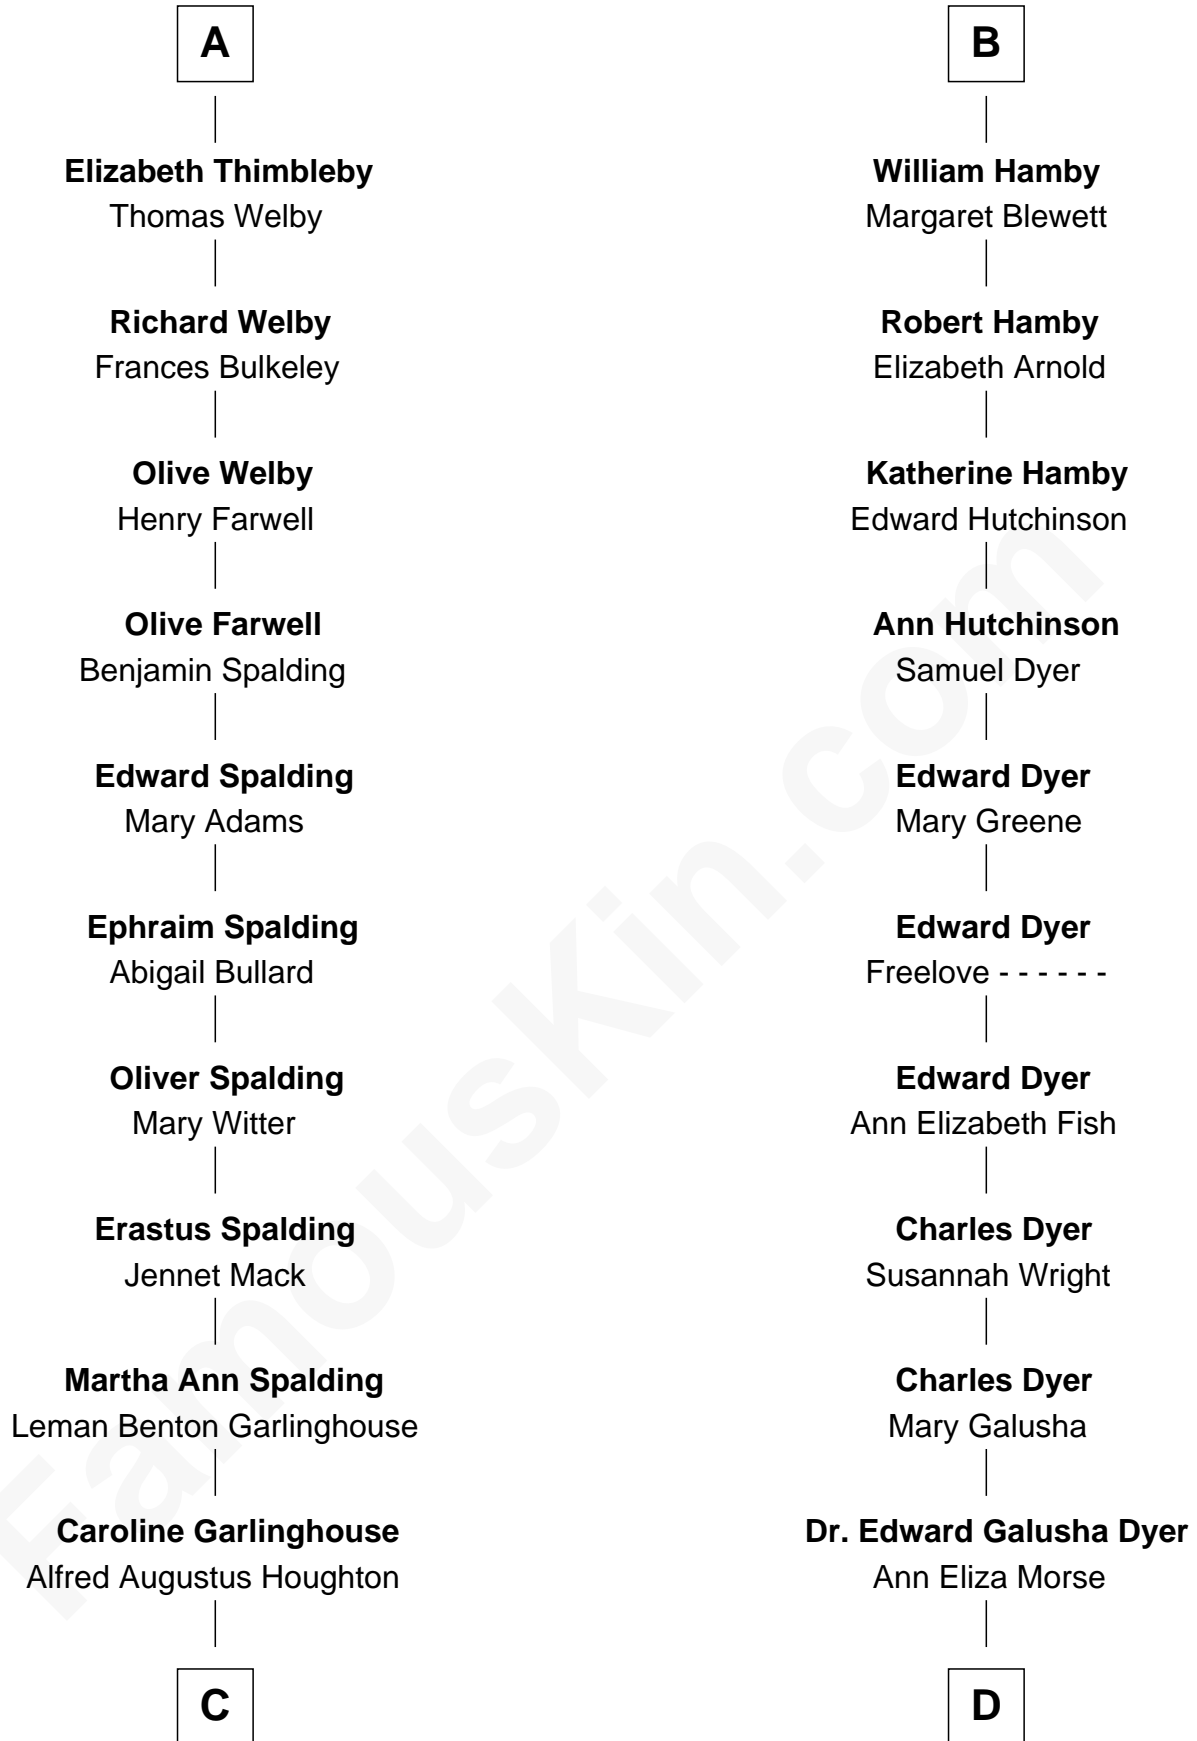 A
Elizabeth Thimbleby
Thomas Welby
Richard Welby
Frances Bulkeley
Olive Welby
Henry Farwell
Olive Farwell
Benjamin Spalding
Edward Spalding
Mary Adams
Ephraim Spalding
Abigail Bullard
Oliver Spalding
Mary Witter
Erastus Spalding
Jennet Mack
Martha Ann Spalding
Leman Benton Garlinghouse
Caroline Garlinghouse
Alfred Augustus Houghton
C
B
William Hamby
Margaret Blewett
Robert Hamby
Elizabeth Arnold
Katherine Hamby
Edward Hutchinson
Ann Hutchinson
Samuel Dyer
Edward Dyer
Mary Greene
Edward Dyer
Freelove - - - - - -
Edward Dyer
Ann Elizabeth Fish
Charles Dyer
Susannah Wright
Charles Dyer
Mary Galusha
Dr. Edward Galusha Dyer
Ann Eliza Morse
D
FamousKin.com